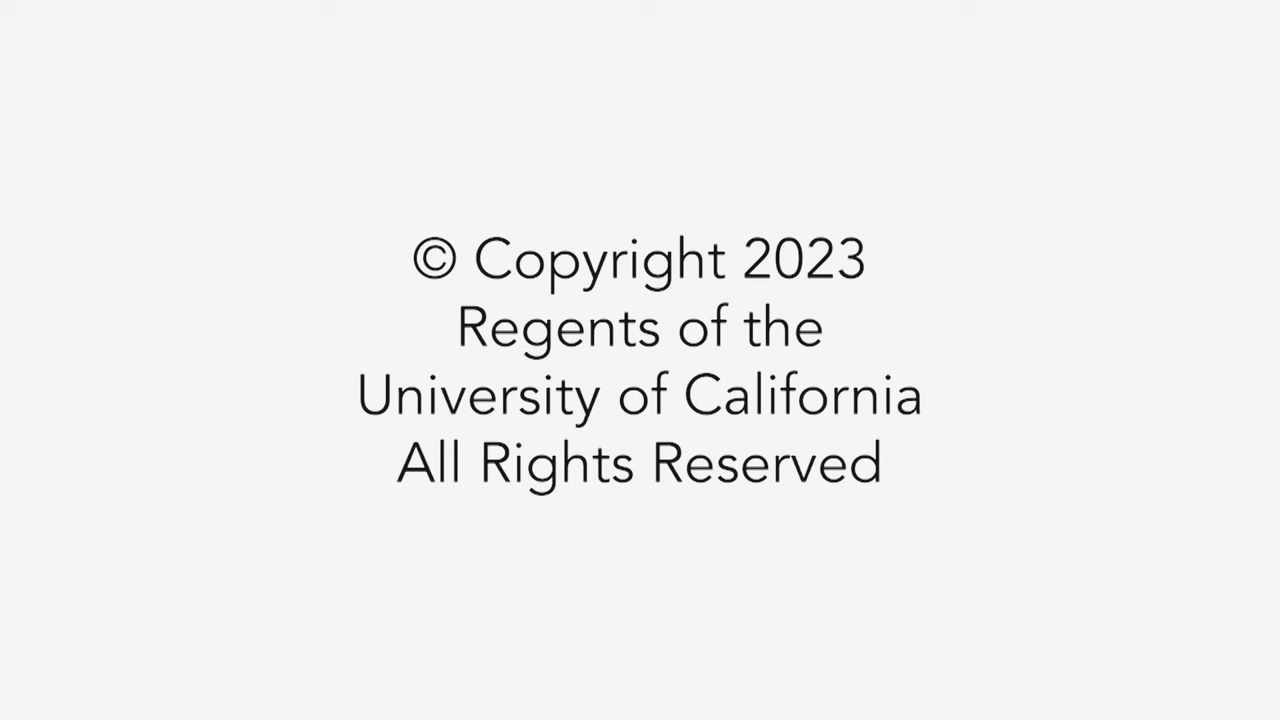 © Copyright 2023
Regents of the
University of California
All Rights Reserved